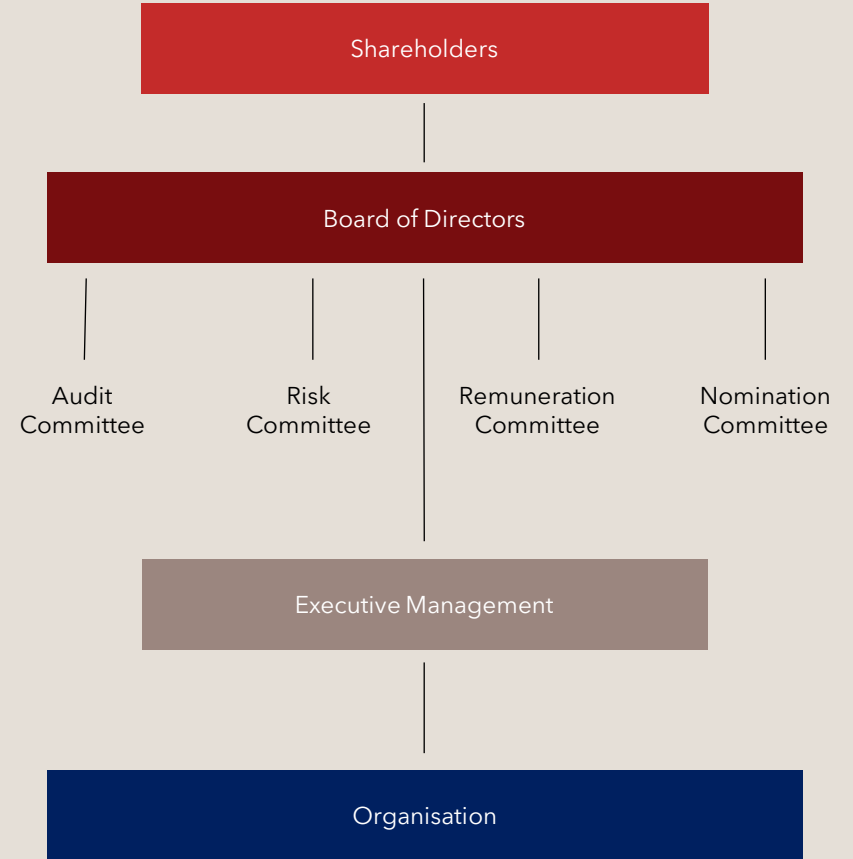 Shareholders
Board of Directors
Audit
Committee
Risk
Committee
Remuneration
Committee
Nomination
Committee
Executive Management
Organisation